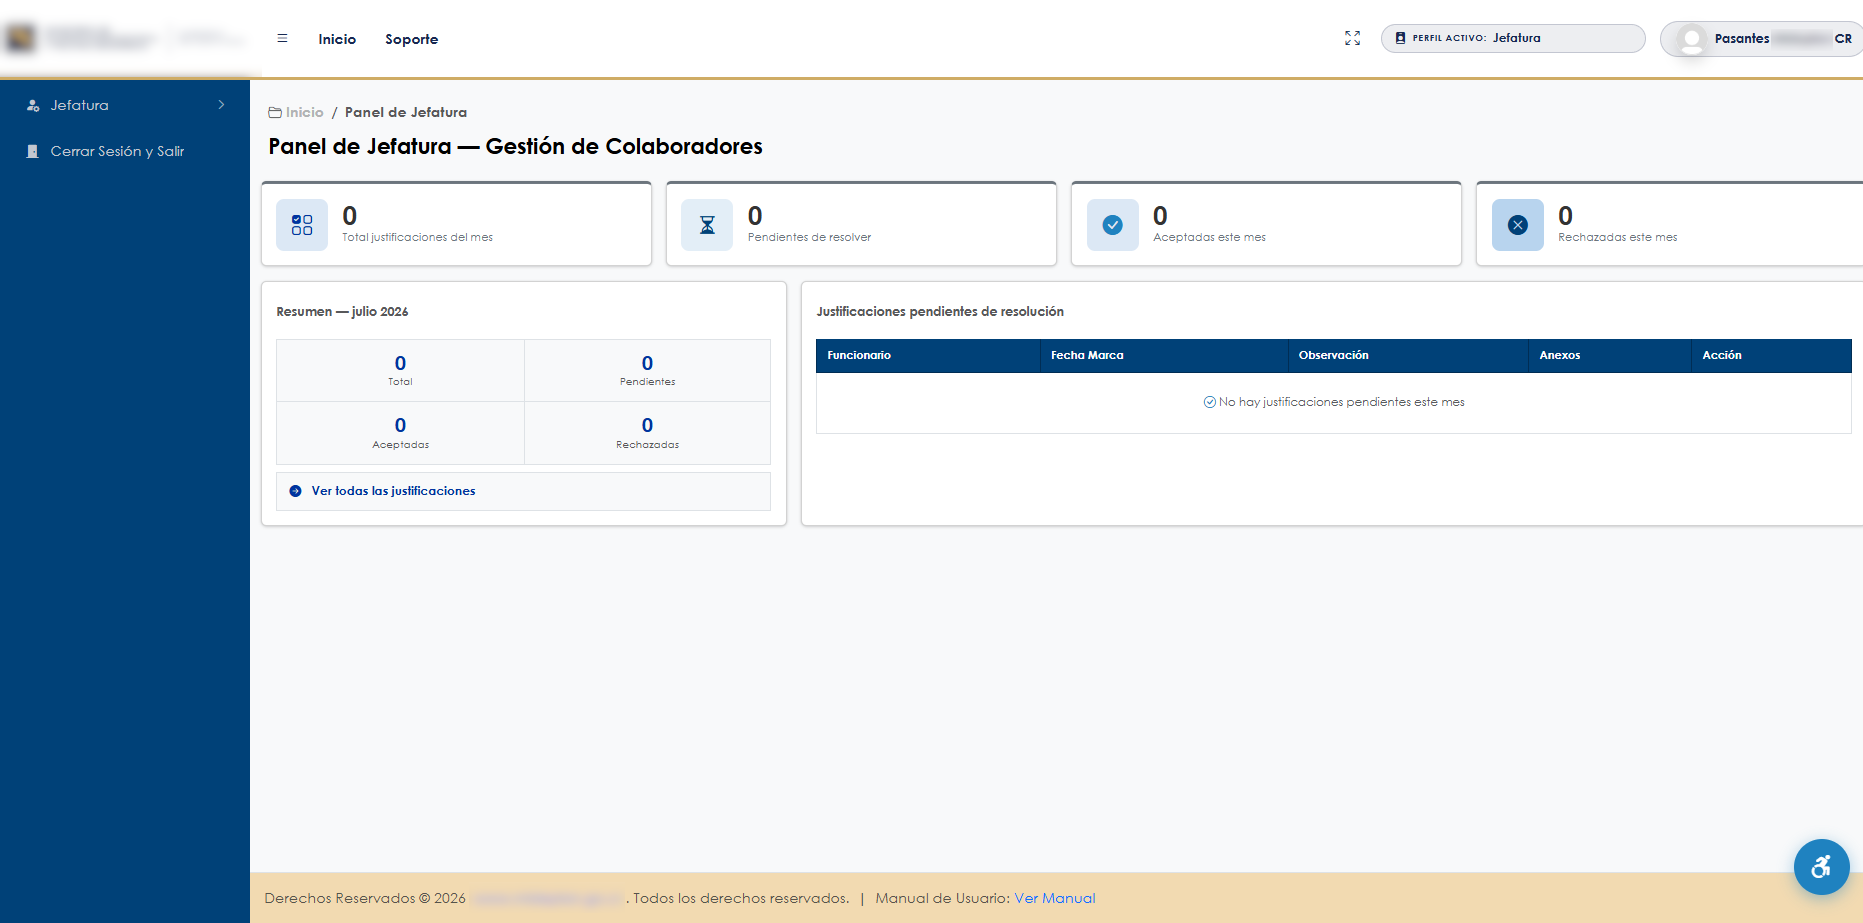 Inicio Soporte PERFIL ACTIVO: Jefatura Pasantes CR
Jefatura
Cerrar Sesión y Salir
Inicio / Panel de Jefatura
Panel de Jefatura — Gestión de Colaboradores
0
Total justificaciones del mes
0
Pendientes de resolver
0
Aceptadas este mes
0
Rechazadas este mes
Resumen — julio 2026
0
Total
0
Pendientes
0
Aceptadas
0
Rechazadas
Ver todas las justificaciones
Justificaciones pendientes de resolución
Funcionario Fecha Marca Observación Anexos Acción
No hay justificaciones pendientes este mes
Derechos Reservados © 2026 . Todos los derechos reservados. | Manual de Usuario: Ver Manual